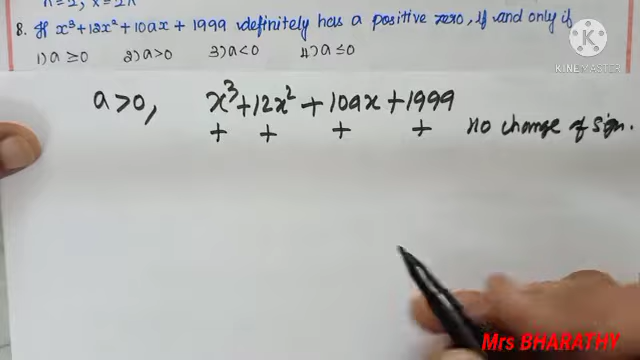 8. If x³+12x²+10ax+1999 definitely has a positive zero, if and only if
1) a ≥0 2) a>0 3) a<0 4) a ≤0
KINEMASTER
a >0, x³+12x²+10ax+1999
+ + + + no change of sign.
Mrs BHARATHY